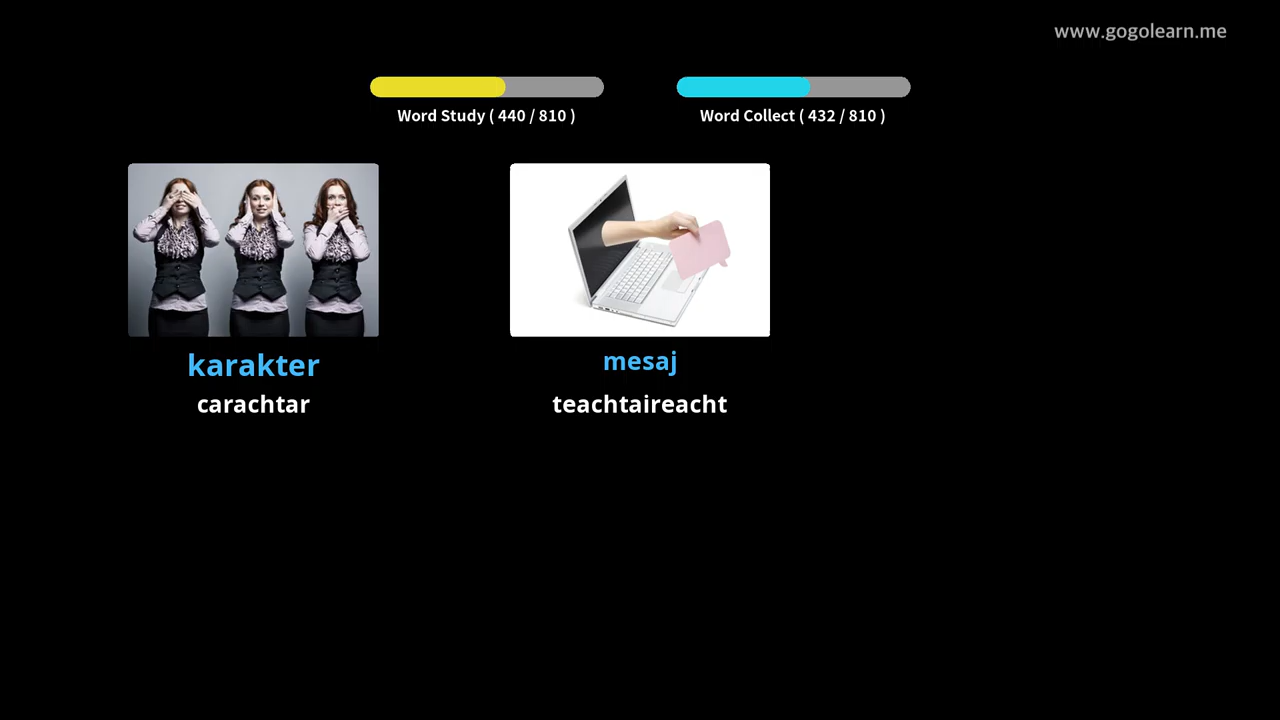 www.gogolearn.me
Word Study ( 440 / 810 )
Word Collect ( 432 / 810 )
karakter
carachtar
mesaj
teachtaireacht